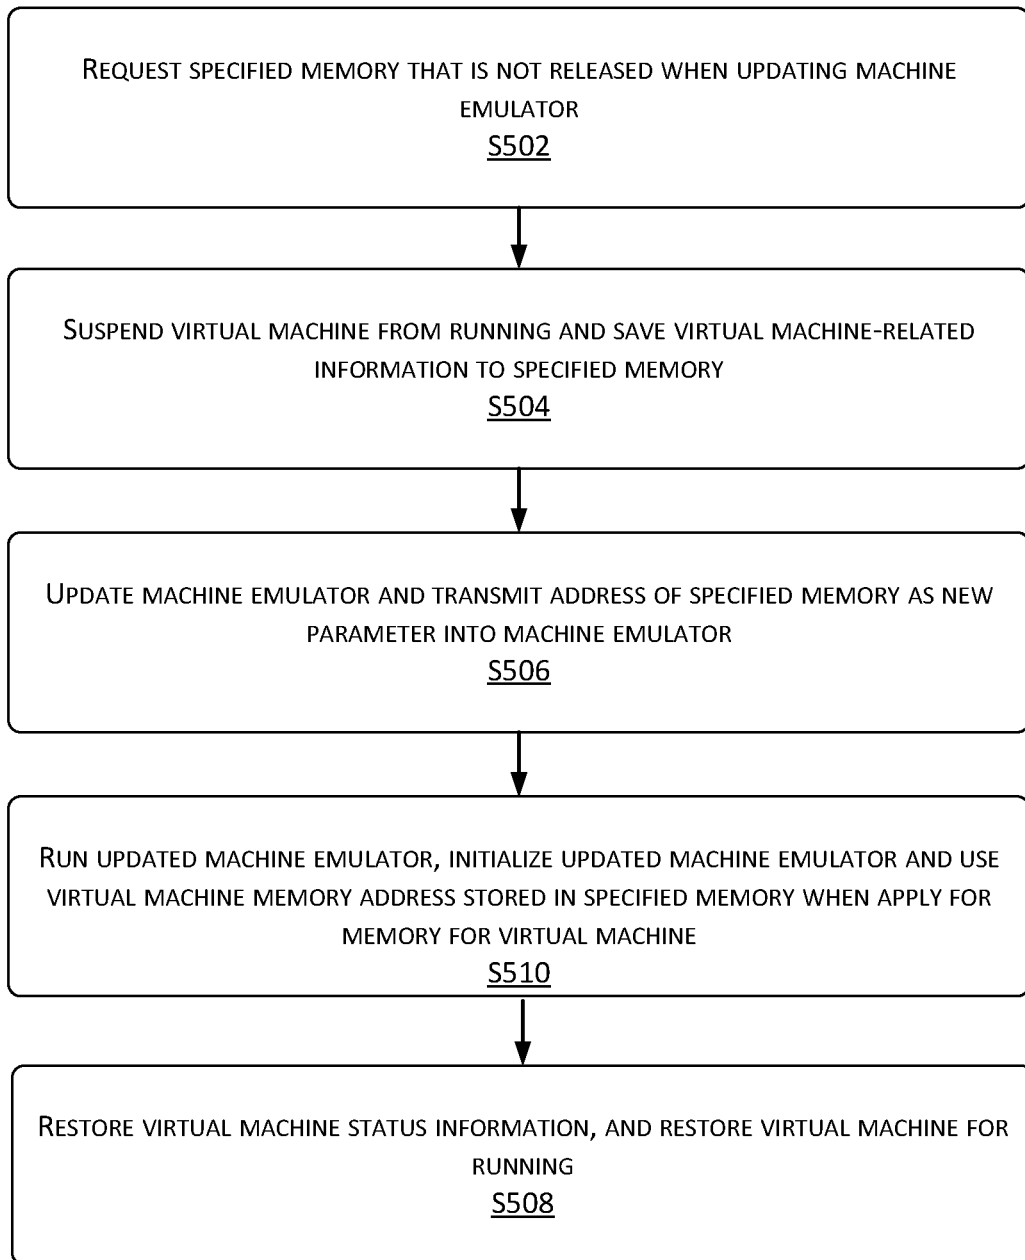 REQUEST SPECIFIED MEMORY THAT IS NOT RELEASED WHEN UPDATING MACHINE
EMULATOR
S502
SUSPEND VIRTUAL MACHINE FROM RUNNING AND SAVE VIRTUAL MACHINE-RELATED
INFORMATION TO SPECIFIED MEMORY
S504
UPDATE MACHINE EMULATOR AND TRANSMIT ADDRESS OF SPECIFIED MEMORY AS NEW
PARAMETER INTO MACHINE EMULATOR
S506
RUN UPDATED MACHINE EMULATOR, INITIALIZE UPDATED MACHINE EMULATOR AND USE
VIRTUAL MACHINE MEMORY ADDRESS STORED IN SPECIFIED MEMORY WHEN APPLY FOR
MEMORY FOR VIRTUAL MACHINE
S510
RESTORE VIRTUAL MACHINE STATUS INFORMATION, AND RESTORE VIRTUAL MACHINE FOR
RUNNING
S508